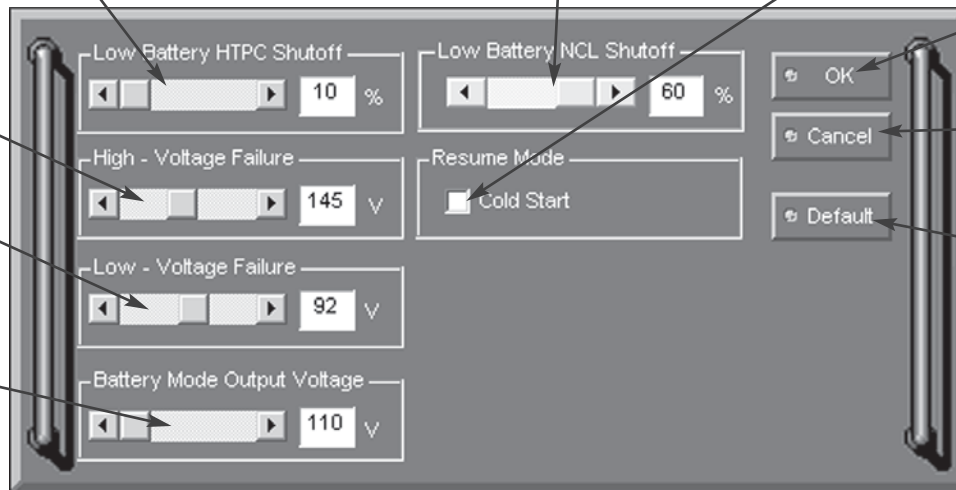 Low Battery HTPC Shutoff
10 %
Low Battery NCL Shutoff
60 %
OK
Cancel
Default
High - Voltage Failure
145 V
Resume Mode
Cold Start
Low - Voltage Failure
92 V
Battery Mode Output Voltage
110 V